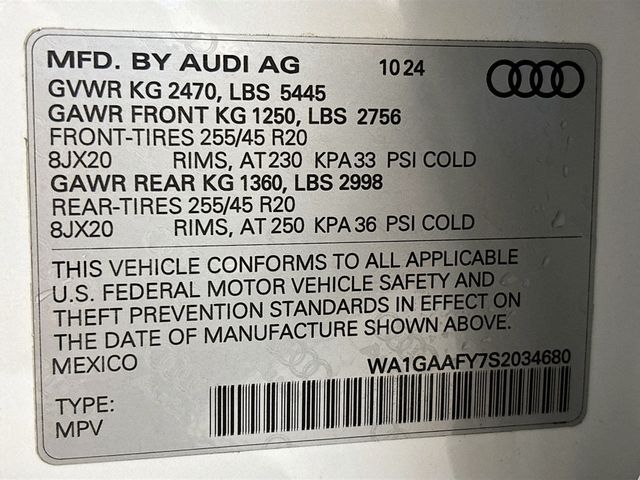 MFD. BY AUDI AG 10 24
GVWR KG 2470, LBS 5445
GAWR FRONT KG 1250, LBS 2756
FRONT-TIRES 255/45 R20
8JX20 RIMS, AT 230 KPA 33 PSI COLD
GAWR REAR KG 1360, LBS 2998
REAR-TIRES 255/45 R20
8JX20 RIMS, AT 250 KPA 36 PSI COLD
THIS VEHICLE CONFORMS TO ALL APPLICABLE
U.S. FEDERAL MOTOR VEHICLE SAFETY AND
THEFT PREVENTION STANDARDS IN EFFECT ON
THE DATE OF MANUFACTURE SHOWN ABOVE.
MEXICO WA1GAAFY7S2034680
TYPE:
MPV